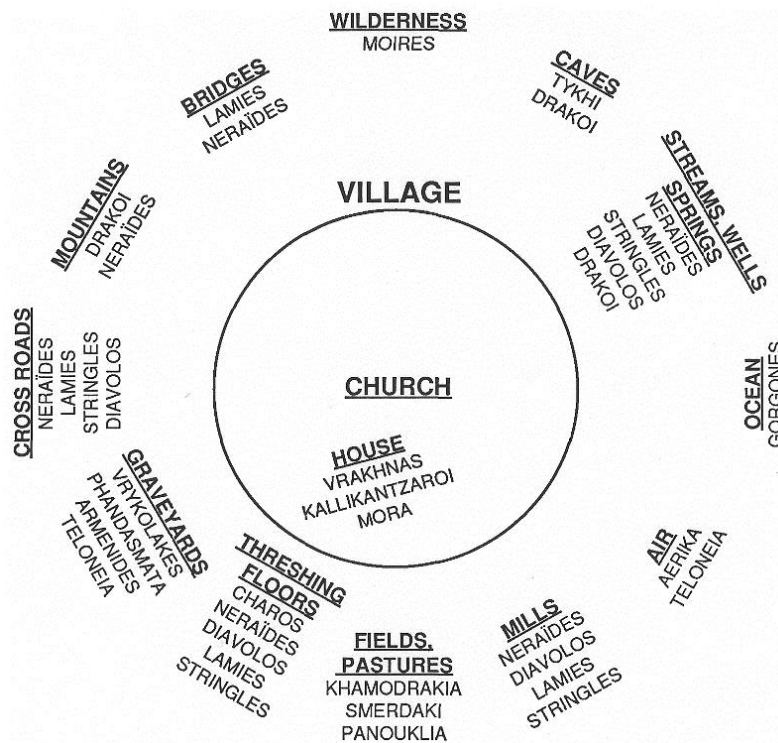 WILDERNESS
MOIRES
CAVES
TYKHI
DRAKOI
STREAMS, WELLS
SPRINGS
NERAÏDES
LAMIES
STRINGLES
DIAVOLOS
DRAKOI
OCEAN
GORGONES
AIR
AERIKA
TELONEIA
MILLS
NERAÏDES
DIAVOLOS
LAMIES
STRINGLES
FIELDS,
PASTURES
KHAMODRAKIA
SMERDAKI
PANOUKLIA
THRESHING
FLOORS
CHAROS
NERAÏDES
DIAVOLOS
LAMIES
STRINGLES
GRAVEYARDS
VRYKOLAKES
PHANDASMATA
ARMENIDES
TELONEIA
CROSS ROADS
NERAÏDES
LAMIES
STRINGLES
DIAVOLOS
MOUNTAINS
DRAKOI
NERAÏDES
BRIDGES
LAMIES
NERAÏDES
VILLAGE
CHURCH
HOUSE
VRAKHNAS
KALLIKANTZAROI
MORA